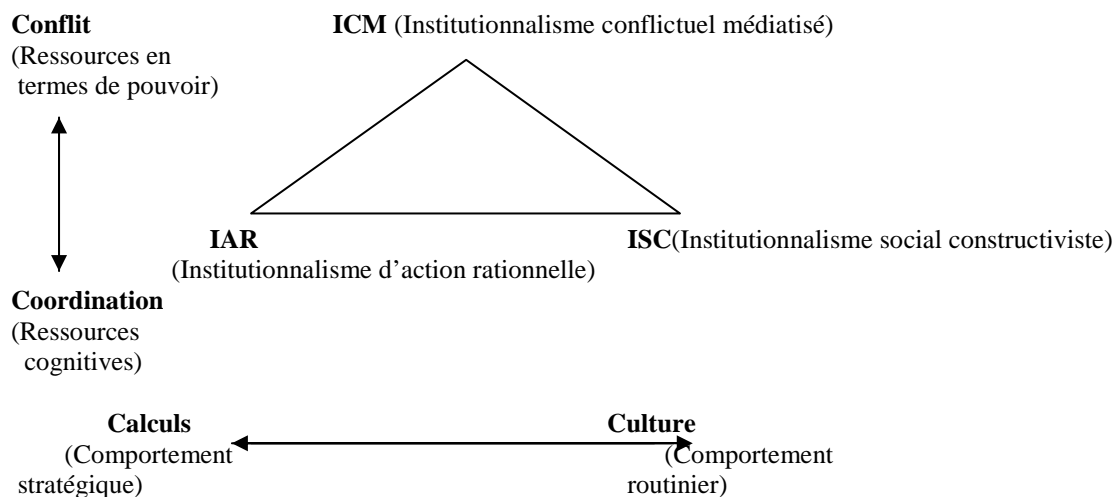 Conflit
ICM (Institutionnalisme conflictuel médiatisé)
(Ressources en
termes de pouvoir)
IAR
ISC(Institutionnalisme social constructiviste)
(Institutionnalisme d'action rationnelle)
Coordination
(Ressources
cognitives)
Calculs
Culture
(Comportement
stratégique)
(Comportement
routinier)